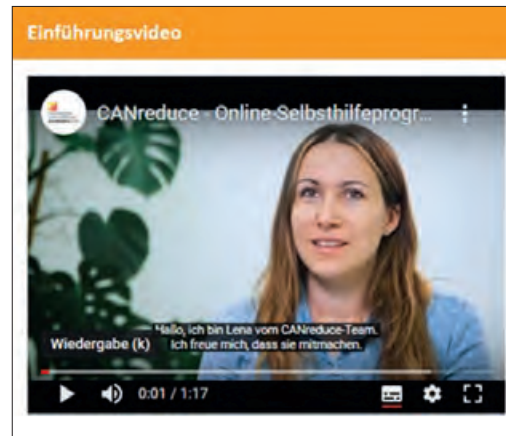 Einführungsvideo
CANreduce - Online-Selbsthilfeprogr...
Hallo, ich bin Lena vom CANreduce-Team.
Ich freue mich, dass sie mitmachen.
Wiedergabe (k)
0:01 / 1:17